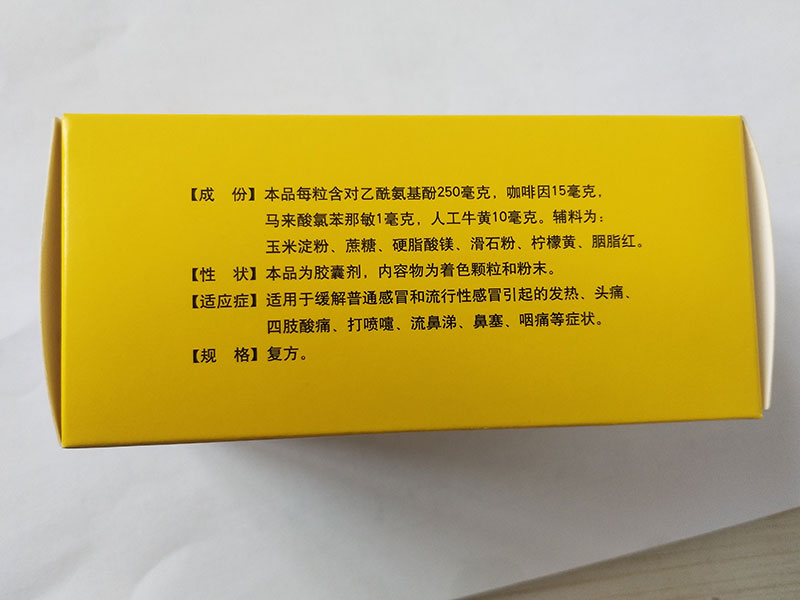 【成 份】本品每粒含对乙酰氨基酚250毫克，咖啡因15毫克，
马来酸氯苯那敏1毫克，人工牛黄10毫克。辅料为：
玉米淀粉、蔗糖、硬脂酸镁、滑石粉、柠檬黄、胭脂红。
【性 状】本品为胶囊剂，内容物为着色颗粒和粉末。
【适应症】适用于缓解普通感冒和流行性感冒引起的发热、头痛、
四肢酸痛、打喷嚏、流鼻涕、鼻塞、咽痛等症状。
【规 格】复方。